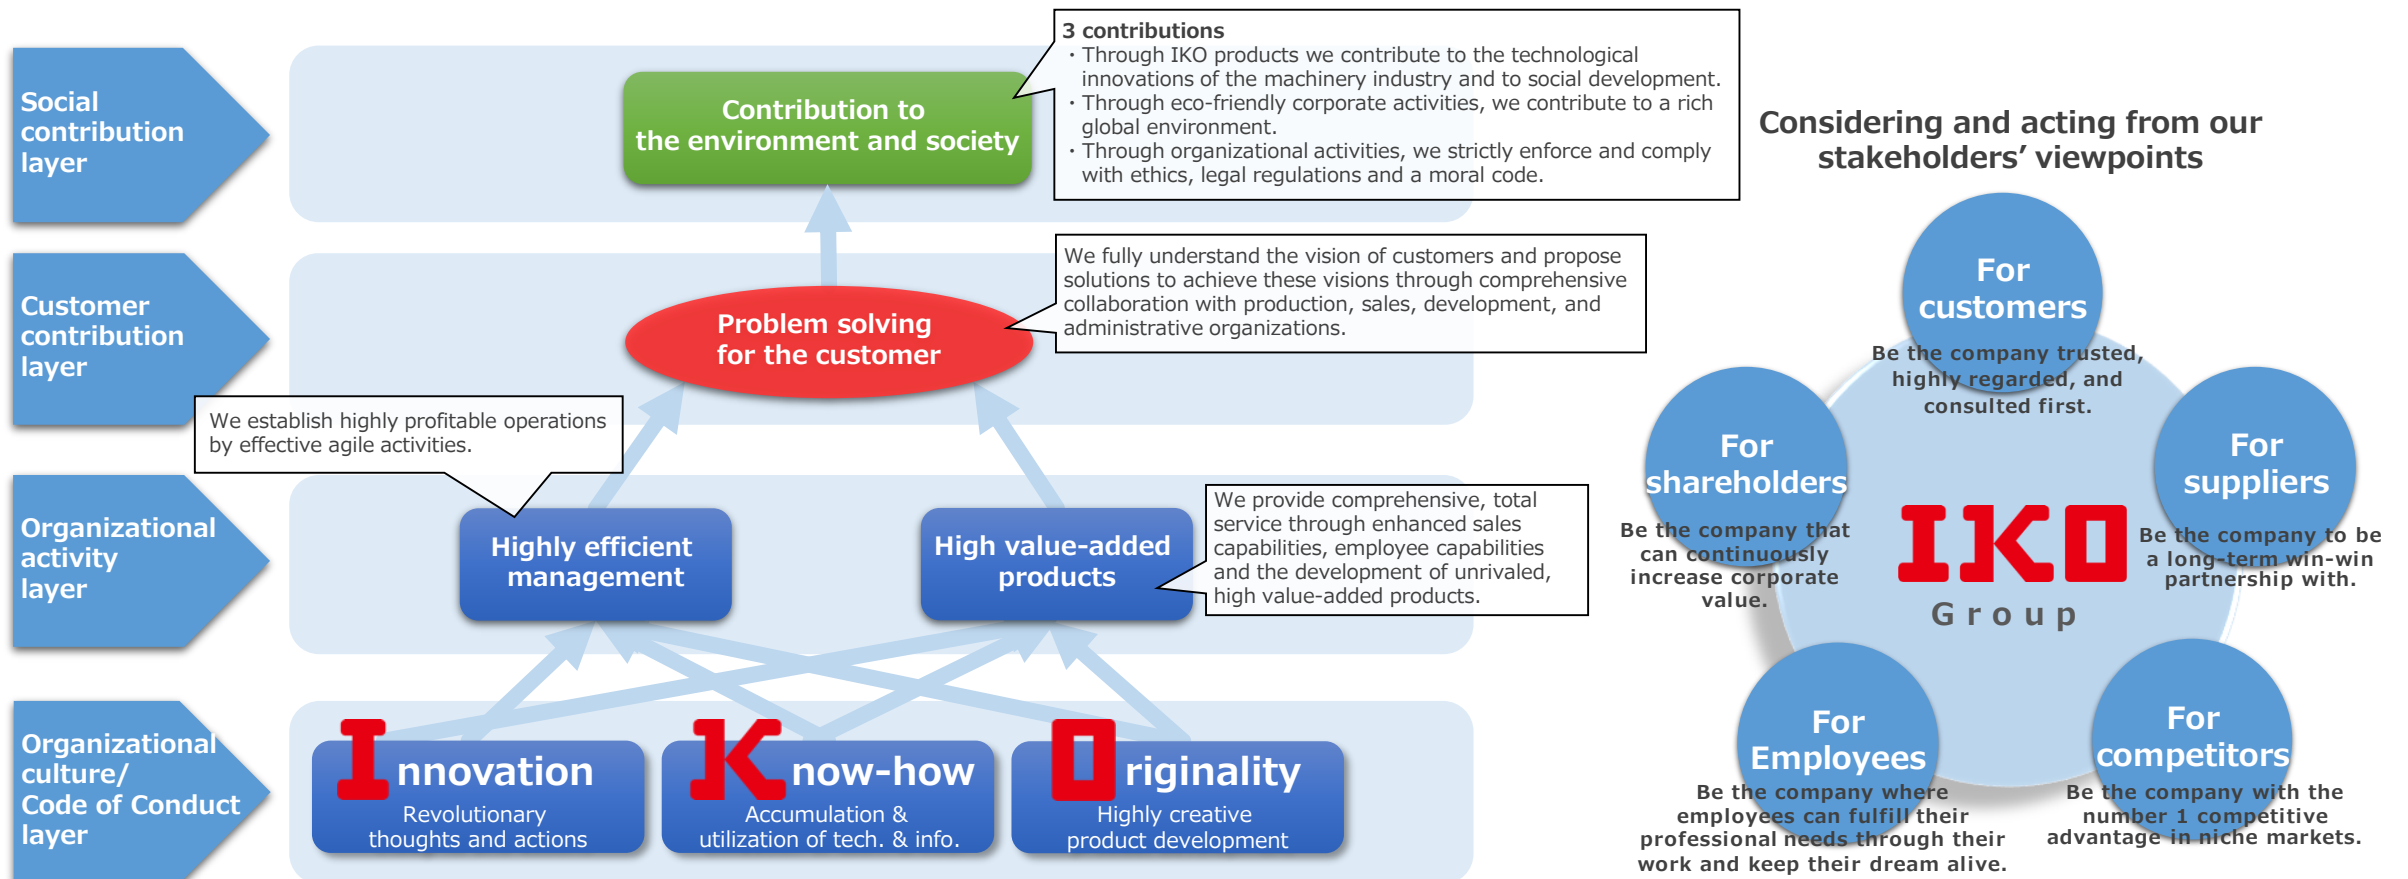 Social
contribution
layer
Contribution to
the environment and society
3 contributions
・Through IKO products we contribute to the technological
innovations of the machinery industry and to social development.
・Through eco-friendly corporate activities, we contribute to a rich
global environment.
・Through organizational activities, we strictly enforce and comply
with ethics, legal regulations and a moral code.
Customer
contribution
layer
Problem solving
for the customer
We fully understand the vision of customers and propose
solutions to achieve these visions through comprehensive
collaboration with production, sales, development, and
administrative organizations.
We establish highly profitable operations
by effective agile activities.
Organizational
activity
layer
Highly efficient
management
High value-added
products
We provide comprehensive, total
service through enhanced sales
capabilities, employee capabilities
and the development of unrivaled,
high value-added products.
Organizational
culture/
Code of Conduct
layer
Innovation
Revolutionary
thoughts and actions
Know-how
Accumulation &
utilization of tech. & info.
Originality
Highly creative
product development
Considering and acting from our
stakeholders’ viewpoints
For
customers
Be the company trusted,
highly regarded, and
consulted first.
For
shareholders
Be the company that
can continuously
increase corporate
value.
For
suppliers
Be the company to be
a long-term win-win
partnership with.
IKO
Group
For
Employees
Be the company where
employees can fulfill their
professional needs through their
work and keep their dream alive.
For
competitors
Be the company with the
number 1 competitive
advantage in niche markets.